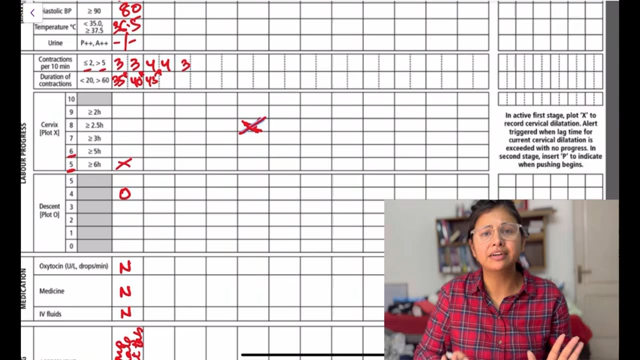 Diastolic BP ≥ 90 80
Temperature °C < 35.0, ≥ 37.5 35.5
Urine P++, A++ - / -
Contractions per 10 min ≤ 2, > 5 3 3 4 4 3
Duration of contractions < 20, > 60 35" 40" 45"
LABOUR PROGRESS
Cervix [Plot X]
10
9 ≥ 2h
8 ≥ 2.5h X
7 ≥ 3h
6 ≥ 5h
5 ≥ 6h X
In active first stage, plot 'X' to record cervical dilatation. Alert triggered when lag time for current cervical dilatation is exceeded with no progress. In second stage, insert 'P' to indicate when pushing begins.
Descent [Plot O]
5
4 O
3
2
1
0
MEDICATION
Oxytocin (U/L, drops/min) N
Medicine N
IV fluids N